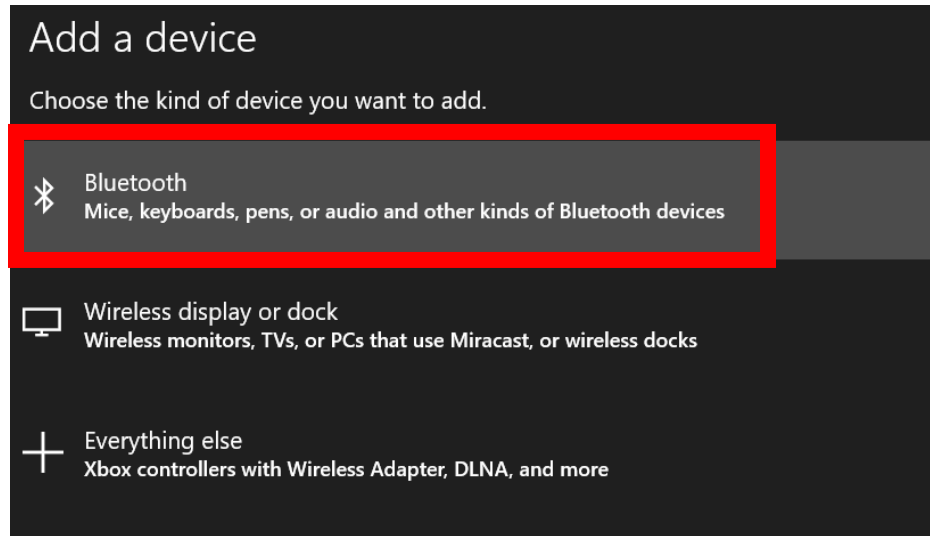 Add a device
Choose the kind of device you want to add.
Bluetooth
Mice, keyboards, pens, or audio and other kinds of Bluetooth devices
Wireless display or dock
Wireless monitors, TVs, or PCs that use Miracast, or wireless docks
Everything else
Xbox controllers with Wireless Adapter, DLNA, and more